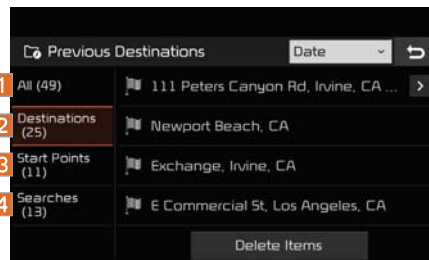 Previous Destinations
Date
1 All (49)
111 Peters Canyon Rd, Irvine, CA ...
2 Destinations
(25)
Newport Beach, CA
3 Start Points
(11)
Exchange, Irvine, CA
4 Searches
(13)
E Commercial St, Los Angeles, CA
Delete Items